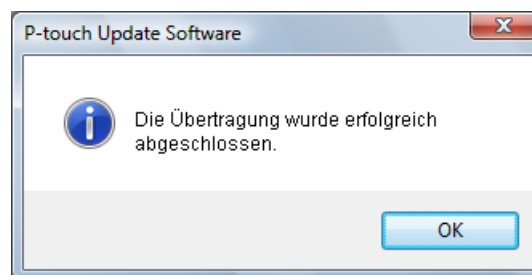 P-touch Update Software
Die Übertragung wurde erfolgreich
abgeschlossen.
OK